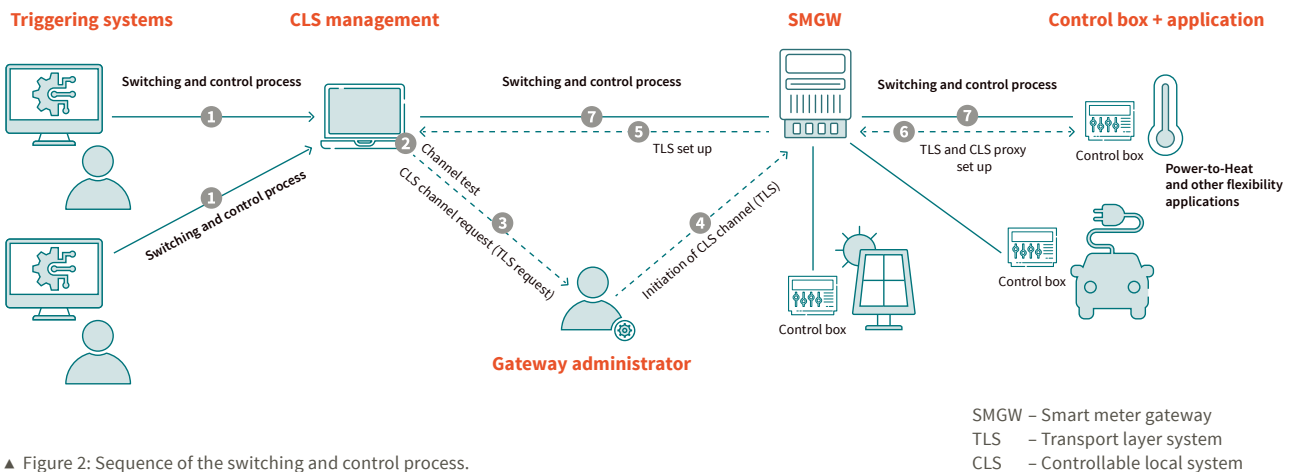 Triggering systems
CLS management
SMGW
Control box + application
Switching and control process
1
Switching and control process
7
5
TLS set up
Switching and control process
7
6
TLS and CLS proxy
set up
Control box
Power-to-Heat
and other flexibility
applications
1
Switching and control process
2
Channel test
3
CLS channel request (TLS request)
4
Initiation of CLS channel (TLS)
Control box
Control box
Gateway administrator
SMGW – Smart meter gateway
TLS – Transport layer system
CLS – Controllable local system
▲ Figure 2: Sequence of the switching and control process.